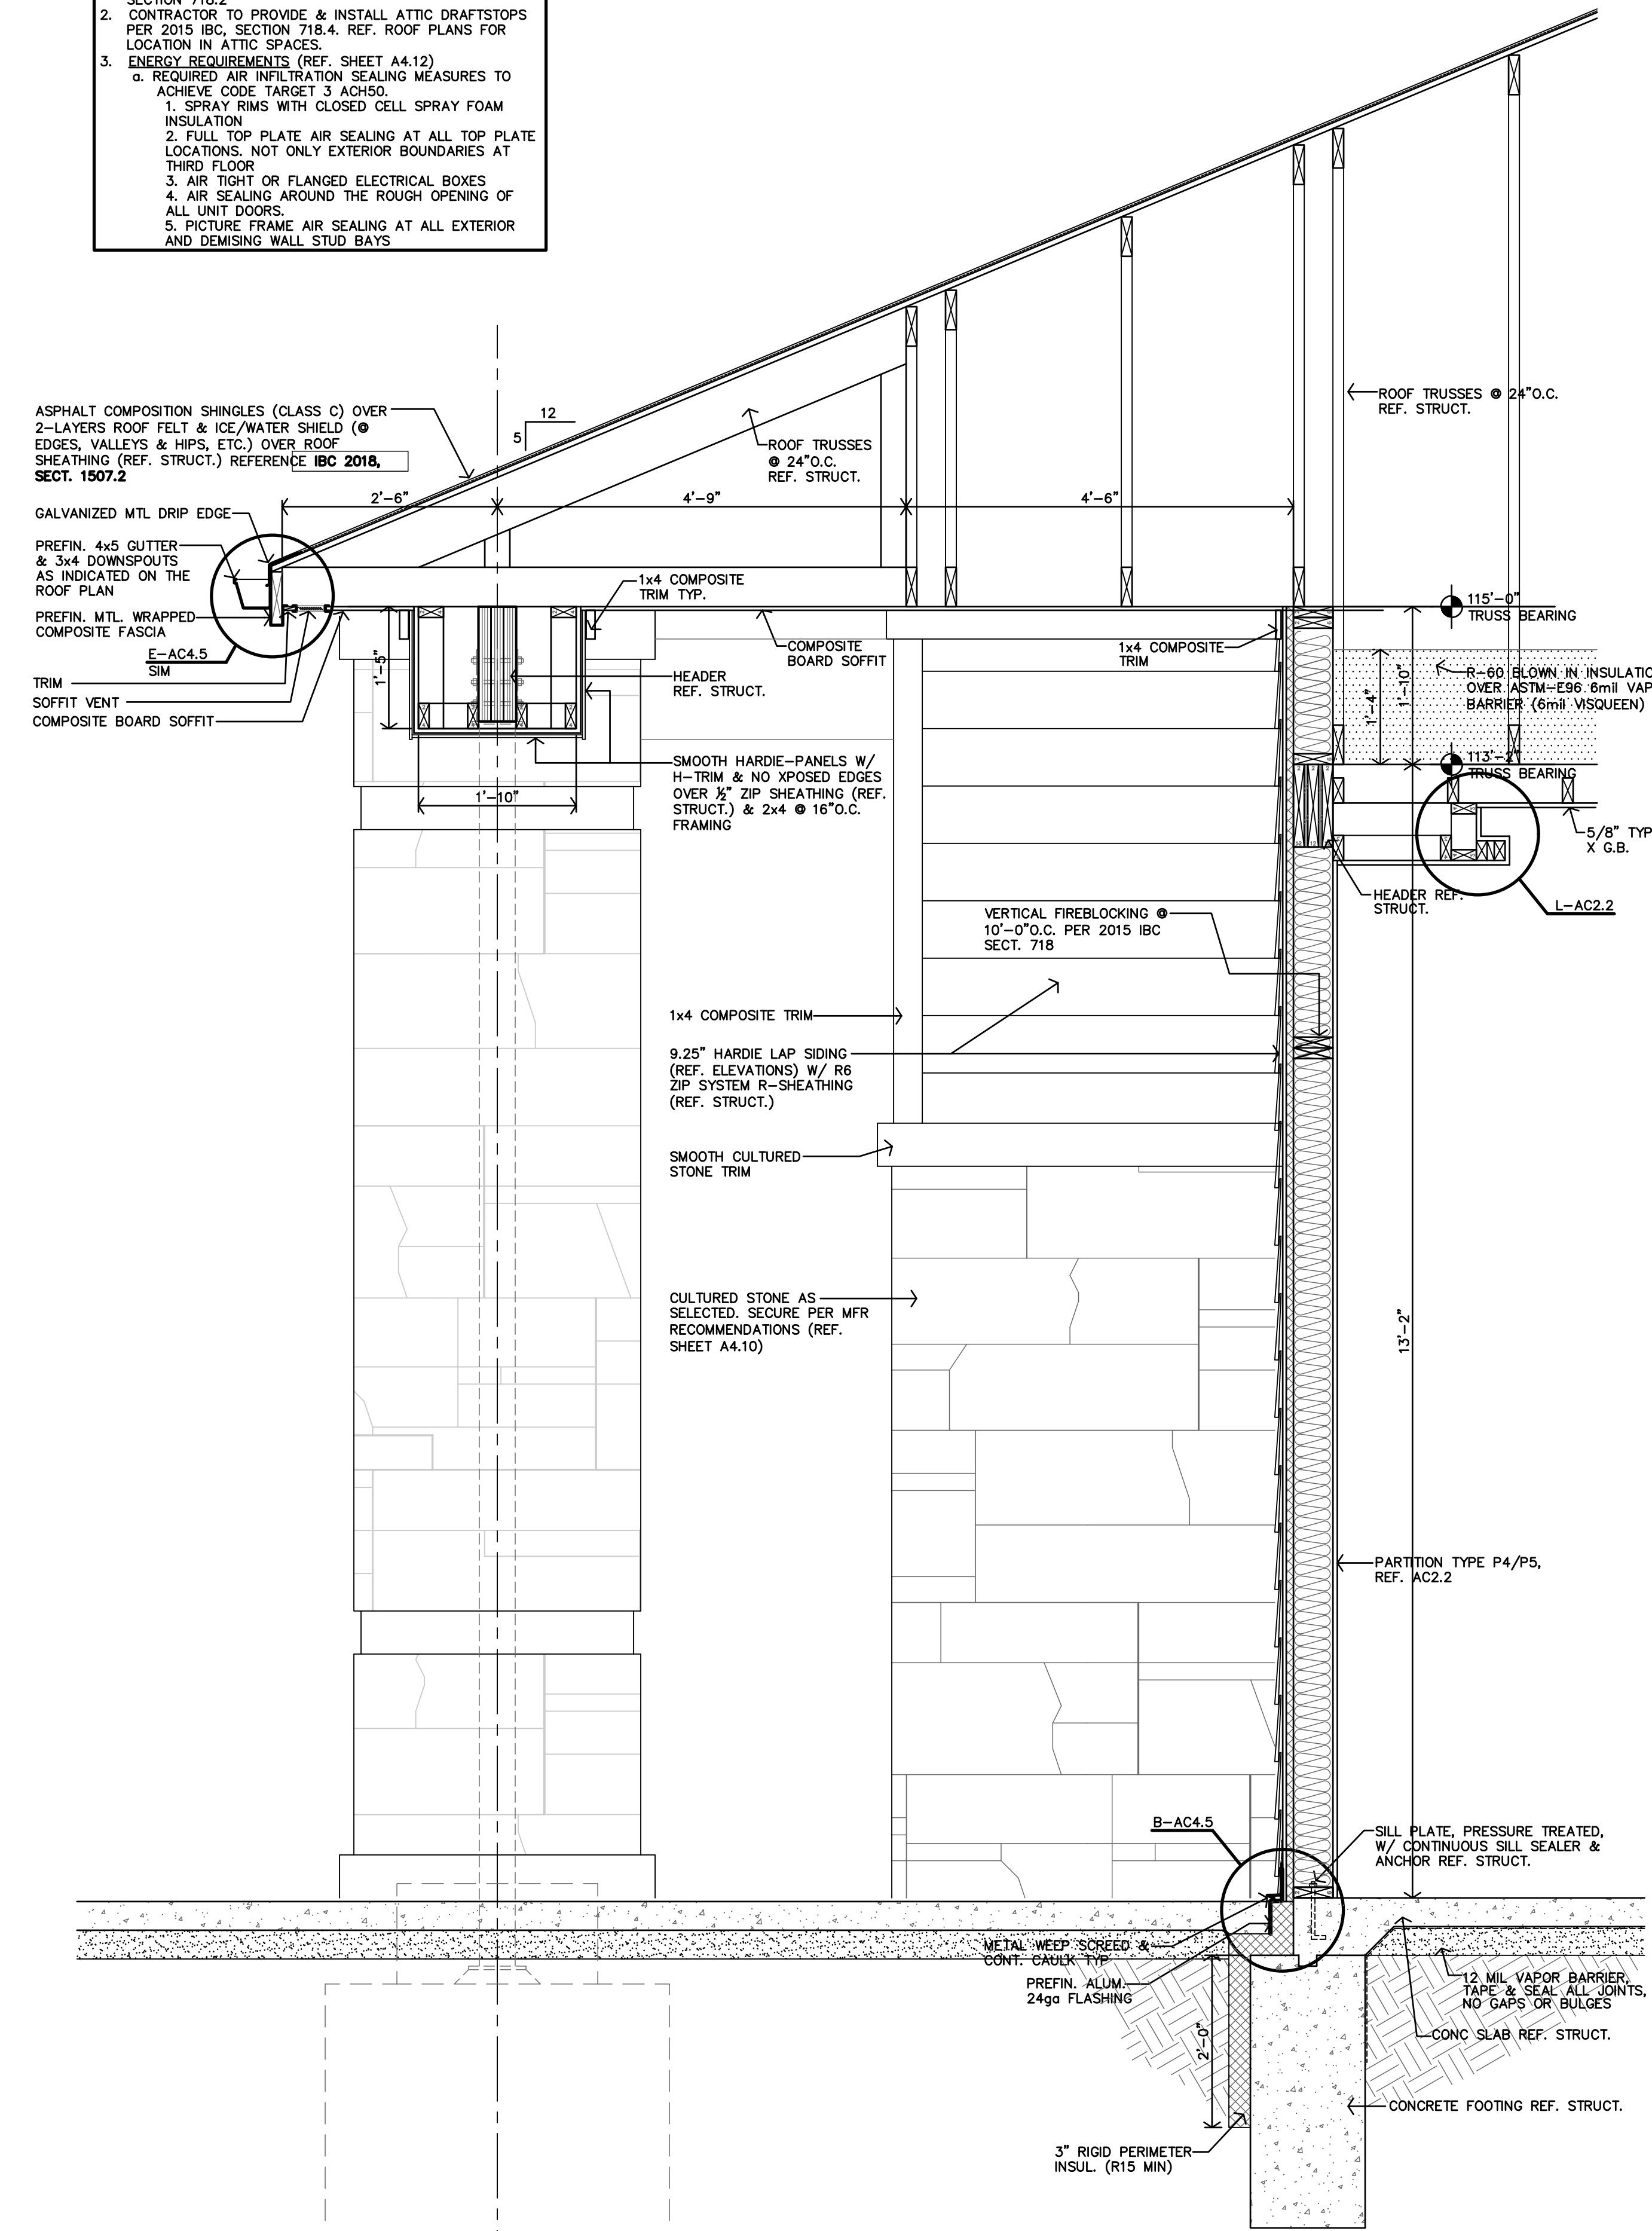 SECTION 718.2
2. CONTRACTOR TO PROVIDE & INSTALL ATTIC DRAFTSTOPS
PER 2015 IBC, SECTION 718.4. REF. ROOF PLANS FOR
LOCATION IN ATTIC SPACES.
3. ENERGY REQUIREMENTS (REF. SHEET A4.12)
a. REQUIRED AIR INFILTRATION SEALING MEASURES TO
ACHIEVE CODE TARGET 3 ACH50.
1. SPRAY RIMS WITH CLOSED CELL SPRAY FOAM
INSULATION
2. FULL TOP PLATE AIR SEALING AT ALL TOP PLATE
LOCATIONS. NOT ONLY EXTERIOR BOUNDARIES AT
THIRD FLOOR
3. AIR TIGHT OR FLANGED ELECTRICAL BOXES
4. AIR SEALING AROUND THE ROUGH OPENING OF
ALL UNIT DOORS.
5. PICTURE FRAME AIR SEALING AT ALL EXTERIOR
AND DEMISING WALL STUD BAYS
ASPHALT COMPOSITION SHINGLES (CLASS C) OVER
2-LAYERS ROOF FELT & ICE/WATER SHIELD (@
EDGES, VALLEYS & HIPS, ETC.) OVER ROOF
SHEATHING (REF. STRUCT.) REFERENCE IBC 2018,
SECT. 1507.2
12
5
ROOF TRUSSES
@ 24"O.C.
REF. STRUCT.
ROOF TRUSSES @ 24"O.C.
REF. STRUCT.
2'-6"
4'-9"
4'-6"
GALVANIZED MTL DRIP EDGE
PREFIN. 4x5 GUTTER
& 3x4 DOWNSPOUTS
AS INDICATED ON THE
ROOF PLAN
PREFIN. MTL. WRAPPED
COMPOSITE FASCIA
E-AC4.5
SIM
TRIM
SOFFIT VENT
COMPOSITE BOARD SOFFIT
1'-5"
1'-10"
1x4 COMPOSITE
TRIM TYP.
COMPOSITE
BOARD SOFFIT
HEADER
REF. STRUCT.
1x4 COMPOSITE
TRIM
115'-0"
TRUSS BEARING
1'-4"
1'-10"
R-60 BLOWN IN INSULATIO
OVER ASTM-E96 6mil VAP
BARRIER (6mil VISQUEEN)
113'-2"
TRUSS BEARING
SMOOTH HARDIE-PANELS W/
H-TRIM & NO XPOSED EDGES
OVER ½" ZIP SHEATHING (REF.
STRUCT.) & 2x4 @ 16"O.C.
FRAMING
5/8" TYP
X G.B.
HEADER REF.
STRUCT.
L-AC2.2
VERTICAL FIREBLOCKING @
10'-0"O.C. PER 2015 IBC
SECT. 718
1x4 COMPOSITE TRIM
9.25" HARDIE LAP SIDING
(REF. ELEVATIONS) W/ R6
ZIP SYSTEM R-SHEATHING
(REF. STRUCT.)
SMOOTH CULTURED
STONE TRIM
CULTURED STONE AS
SELECTED. SECURE PER MFR
RECOMMENDATIONS (REF.
SHEET A4.10)
13'-2"
PARTITION TYPE P4/P5,
REF. AC2.2
B-AC4.5
SILL PLATE, PRESSURE TREATED,
W/ CONTINUOUS SILL SEALER &
ANCHOR REF. STRUCT.
METAL WEEP SCREED &
CONT. CAULK TYP
PREFIN. ALUM.
24ga FLASHING
12 MIL VAPOR BARRIER,
TAPE & SEAL ALL JOINTS,
NO GAPS OR BULGES
CONC SLAB REF. STRUCT.
2'-0"
CONCRETE FOOTING REF. STRUCT.
3" RIGID PERIMETER
INSUL. (R15 MIN)